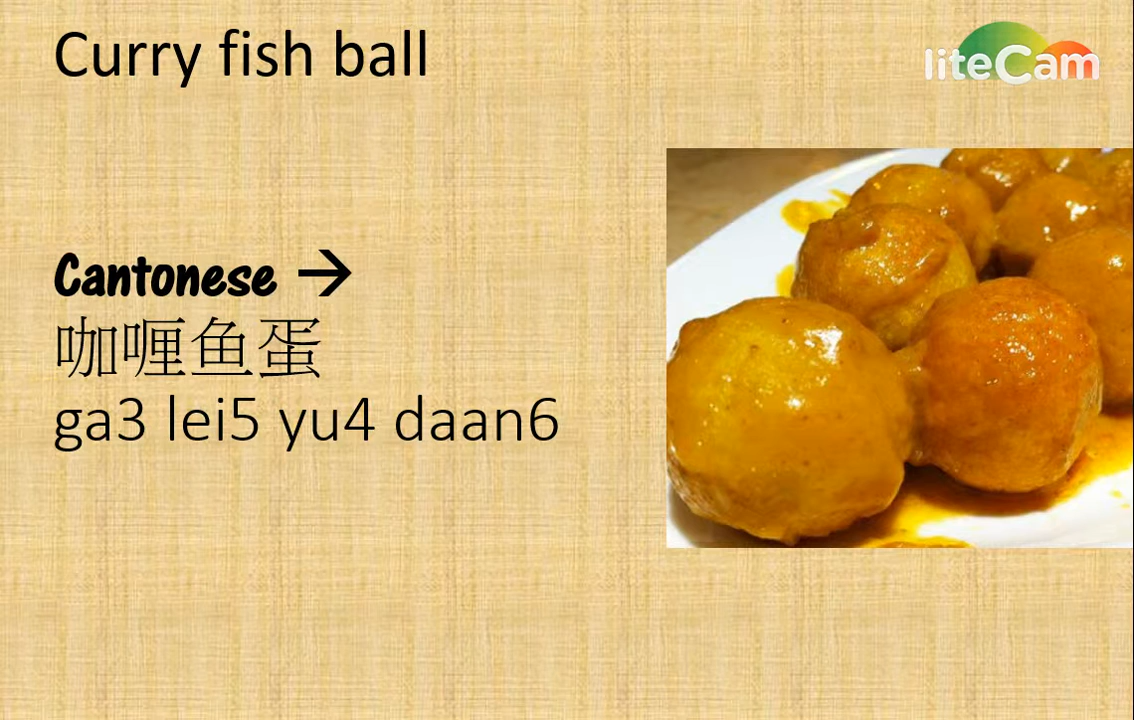 Curry fish ball
liteCam
Cantonese →
咖喱鱼蛋
ga3 lei5 yu4 daan6